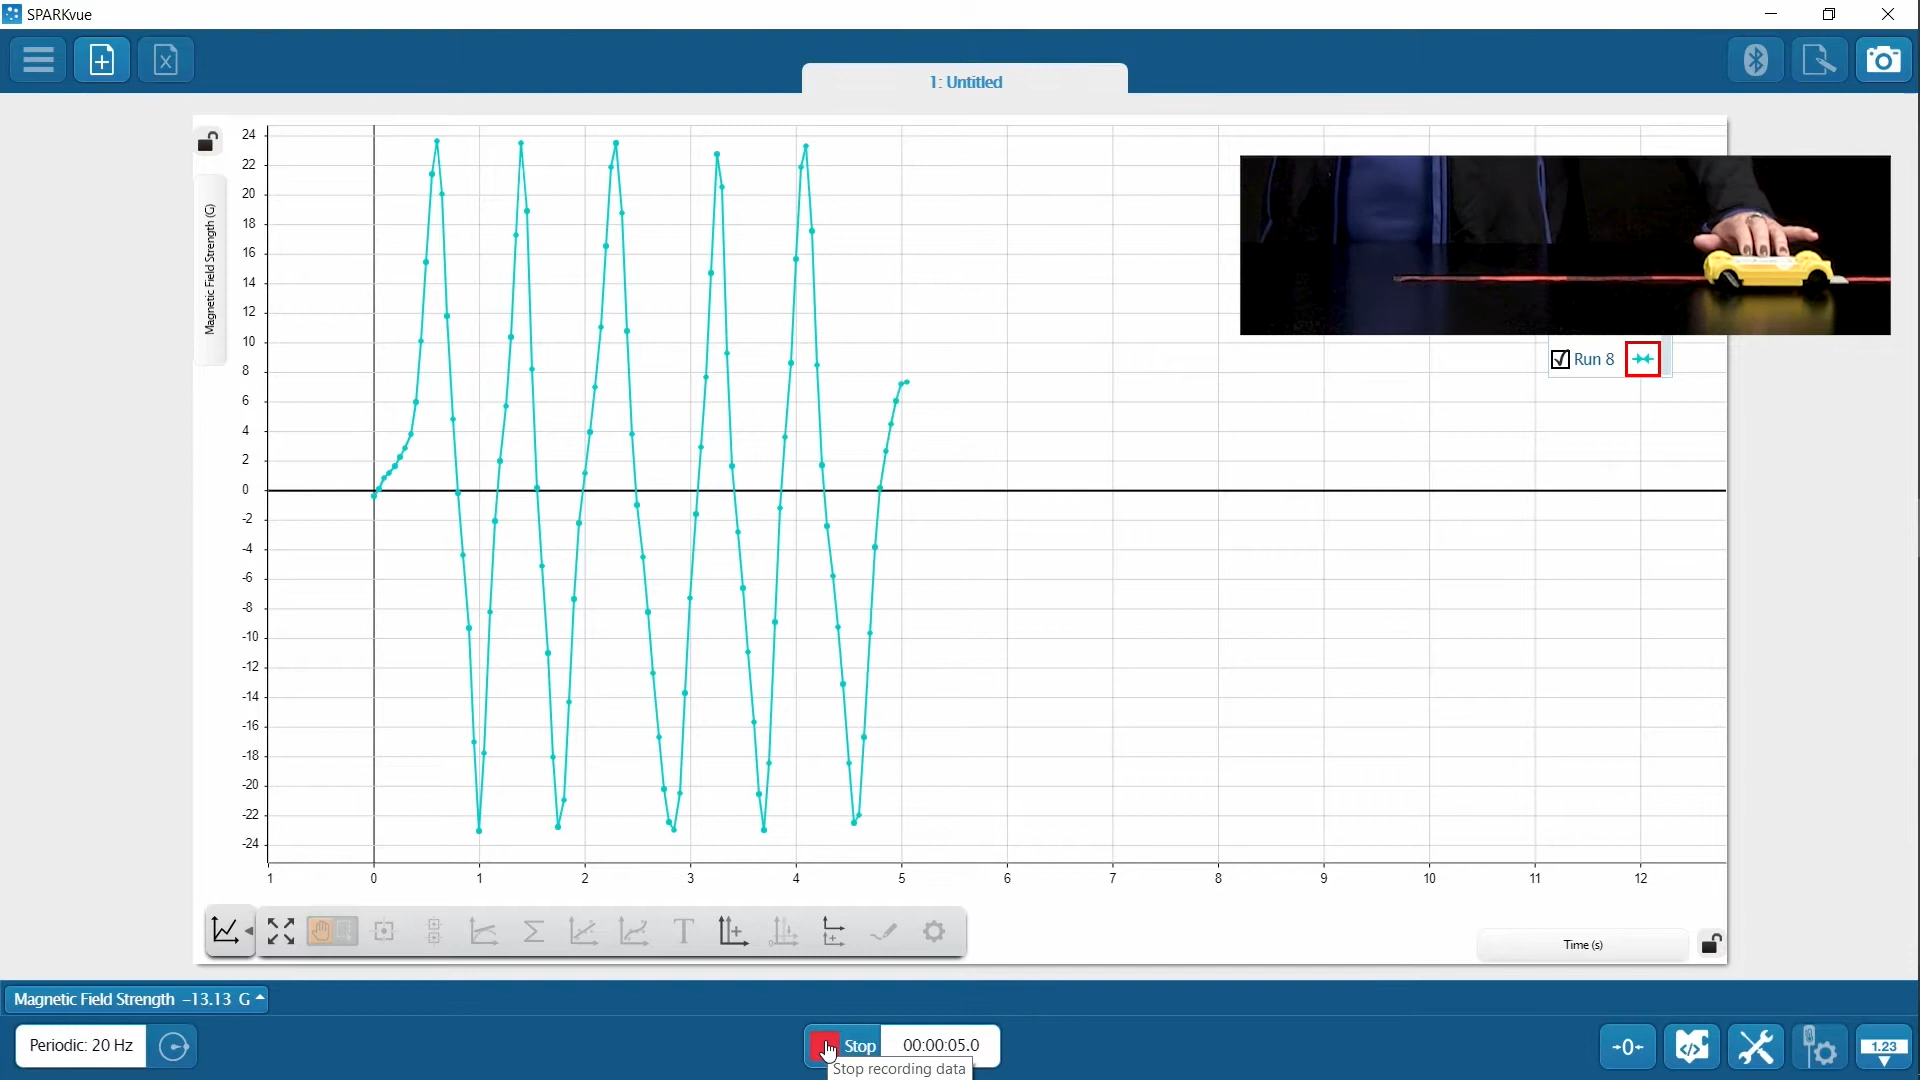 SPARKvue
1: Untitled
24
22
20
18
16
14
12
10
8
6
4
2
0
-2
-4
-6
-8
-10
-12
-14
-16
-18
-20
-22
-24
Magnetic Field Strength (G)
Run 8
1 0 1 2 3 4 5 6 7 8 9 10 11 12
T
Time (s)
Magnetic Field Strength -13.13 G
Periodic: 20 Hz
Stop 00:00:05.0
Stop recording data
0
1.23